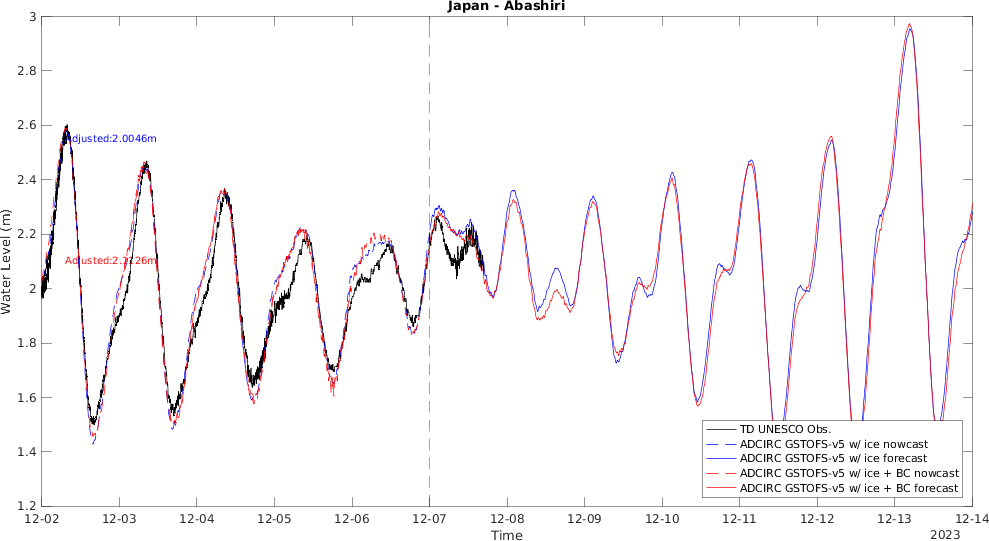 Japan - Abashiri
Water Level (m)
3
2.8
2.6
2.4
2.2
2
1.8
1.6
1.4
1.2
Adjusted:2.0046m
TD UNESCO Obs.
ADCIRC GSTOFS-v5 w/ ice nowcast
ADCIRC GSTOFS-v5 w/ ice forecast
ADCIRC GSTOFS-v5 w/ ice + BC nowcast
ADCIRC GSTOFS-v5 w/ ice + BC forecast
12-02 12-03 12-04 12-05 12-06 12-07 12-08 12-09 12-10 12-11 12-12 12-13 12-14
Time
2023